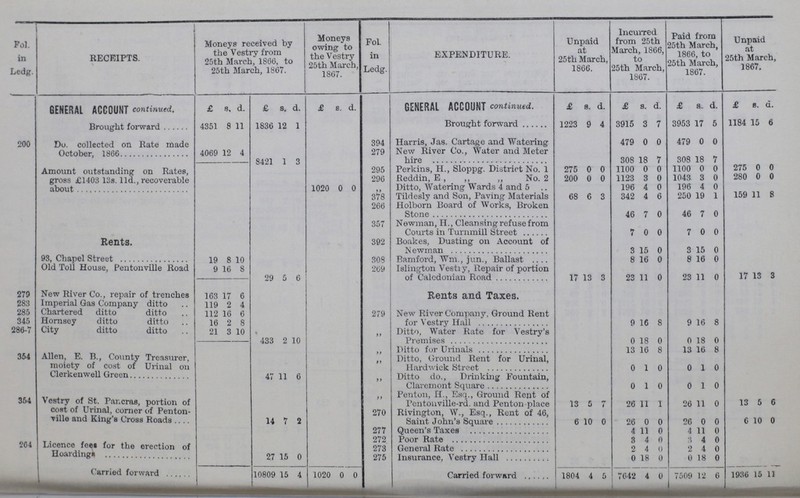 Fol. in Ledg. RECEIPTS. Moneys received by the Vestry from 25th March, 1866, to 25th March, 1867. Moneys owing to the Vestry 25th March, 1867.
GENERAL ACCOUNT continued. £ s. d. £ s. d. £ s. d.
Brought forward ...... 4351 8 11 1836 12 1
200 Do. collected on Rate made
October, 1866 4069 12 4
8421 1 3
Amount outstanding on Rates,
gross £1403 13s. 11d., recoverable
about 1020 0 0
Rents.
93, Chapel Street 19 8 10
Old Toll House, Pentonville Road 9 16 8
29 5 6
279 New River Co., repair of trenches 163 17 6
283 Imperial Gas Company ditto .. 119 2 4
285 Chartered ditto ditto .. 112 16 6
345 Hornsey ditto ditto .. 16 2 8
286-7 City ditto ditto .. 21 3 10
433 2 10
354 Allen, E. B., County Treasurer,
moiety of cost of Urinal on
Clerkenwell Green 47 11 6
354 Vestry of St. Pancras, portion of
cost of Urinal, corner of Penton-
ville and King's Cross Roads .... 14 7 2
204 Licence fees for the erection of
Hoardings 27 15 0
Carried forward ...... 10809 15 4 1020 0 0
Fol. in Ledg. EXPENDITURE. Unpaid at 25th March, 1866. Incurred from 25th March, 1866, to 25th March, 1867. Paid from 25th March, 1866, to 25th March, 1867. Unpaid at 25th March, 1867.
GENERAL ACCOUNT continued. £ s. d. £ s. d. £ s. d. £ s. d.
Brought forward ...... 1223 9 4 3915 3 7 3953 17 5 1184 15 6
394 Harris, Jas. Cartage and Watering 479 0 0 479 0 0
279 New River Co., Water and Meter
hire 308 18 7 308 18 7
295 Perkins, H., Sloppg. District No. 1 275 0 0 1100 0 0 1100 0 0 275 0 0
296 Reddin, E., „ „ No. 2 200 0 0 1123 3 0 1043 3 0 280 0 0
„ Ditto, Watering Wards 4 and 5 .. 196 4 0 196 4 0
378 Tildesly and Son, Paving Materials 68 6 3 342 4 6 250 19 1 159 11 8
266 Holborn Board of Works, Broken
Stone 46 7 0 46 7 0
357 Newman, H., Cleansing refuse from
Courts in Turnmill Street 7 0 0 7 0 0
392 Boakes, Dusting on Account of
Newman 3 15 0 3 15 0
308 Bamford, Wm., jun., Ballast .... 8 16 0 8 16 0
269 Islington Vestry, Repair of portion
of Caledonian Road 17 13 3 23 11 0 23 11 0 17 13 3
Rents and Taxes.
279 New River Company, Ground Rent
for Vestry Hall 9 16 8 9 16 8
„ Ditto, Water Rate for Vestry's
Premises 0 18 0 0 18 0
„ Ditto for Urinals 13 16 8 13 16 8
„ Ditto, Ground Rent for Urinal,
Hardwick Street 0 1 0 0 1 0
„ Ditto do., Drinking Fountain,
Claremont Square 0 1 0 0 1 0
„ Penton, H., Esq., Ground Rent of
Pentonville-rd. and Penton-place 13 5 7 26 11 1 26 11 0 13 5 6
270 Rivington, W., Esq., Rent of 46,
Saint John's Square 6 10 0 26 0 0 26 0 0 6 10 0
277 Queen's Taxes 4 11 0 4 11 0
272 Poor Rate 3 4 0 3 4 0
273 General Rate 2 4 0 2 4 0
275 Insurance, Vestry Hall 0 18 0 0 18 0
Carried forward ...... 1804 4 5 7642 4 0 7509 12 6 1936 15 11